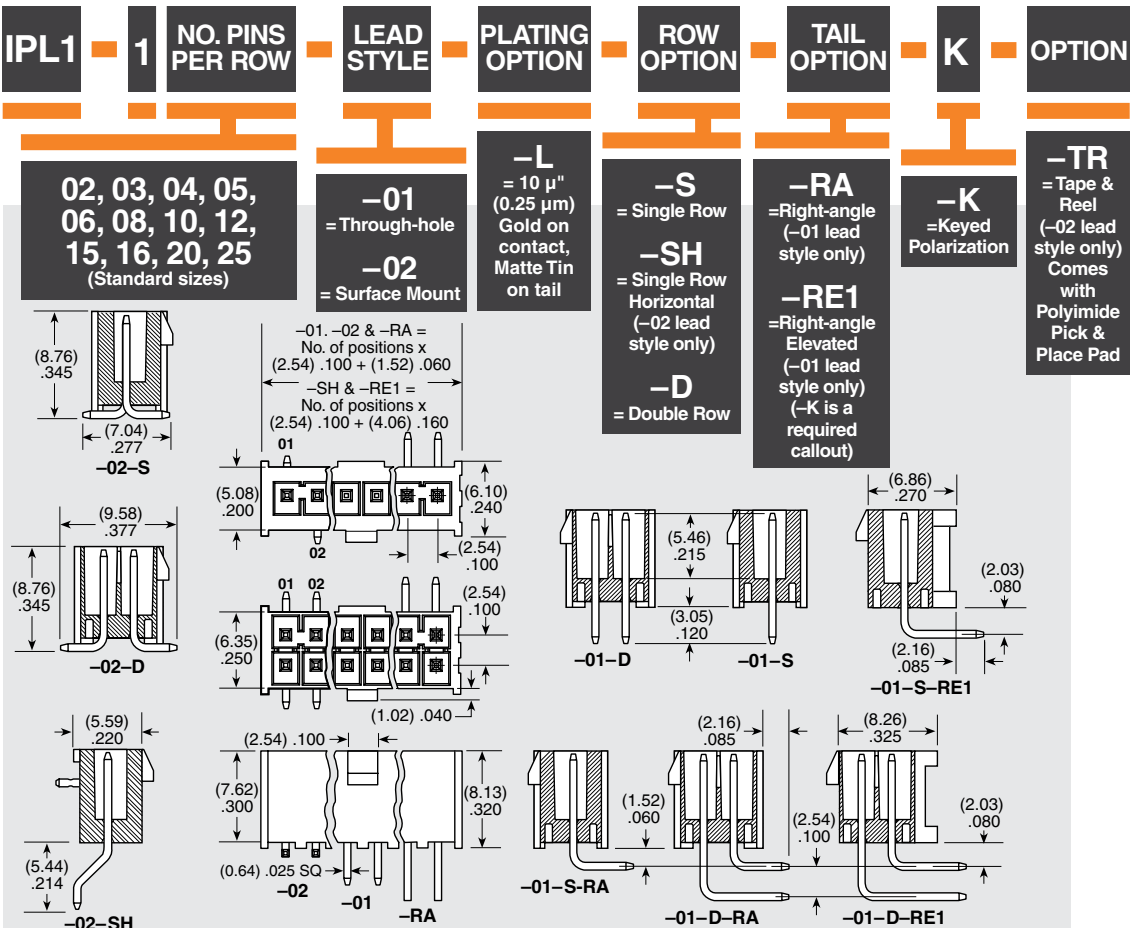 IPL1
1
NO. PINS
PER ROW
LEAD
STYLE
PLATING
OPTION
ROW
OPTION
TAIL
OPTION
K
OPTION
02, 03, 04, 05,
06, 08, 10, 12,
15, 16, 20, 25
(Standard sizes)
–01
= Through-hole
–02
= Surface Mount
–L
= 10 µ"
(0.25 µm)
Gold on
contact,
Matte Tin
on tail
–S
= Single Row
–SH
= Single Row
Horizontal
(–02 lead
style only)
–D
= Double Row
–RA
=Right-angle
(–01 lead
style only)
–RE1
=Right-angle
Elevated
(–01 lead
style only)
(–K is a
required
callout)
–K
=Keyed
Polarization
–TR
= Tape &
Reel
(–02 lead
style only)
Comes
with
Polyimide
Pick &
Place Pad
(8.76)
.345
(7.04)
.277
–02–S
–01. –02 & –RA =
No. of positions x
(2.54) .100 + (1.52) .060
–SH & –RE1 =
No. of positions x
(2.54) .100 + (4.06) .160
01
(5.08)
.200
(6.10)
.240
02
(2.54)
.100
(9.58)
.377
(8.76)
.345
–02–D
01 02
(2.54)
.100
(6.35)
.250
(1.02) .040
(5.46)
.215
(3.05)
.120
–01–D
–01–S
(6.86)
.270
(2.03)
.080
(2.16)
.085
–01–S–RE1
(5.59)
.220
(5.44)
.214
–02–SH
(2.54) .100
(7.62)
.300
(8.13)
.320
(0.64) .025 SQ
–02
–01
–RA
(1.52)
.060
–01–S-RA
(2.16)
.085
(2.54)
.100
–01–D–RA
(8.26)
.325
(2.03)
.080
–01–D–RE1